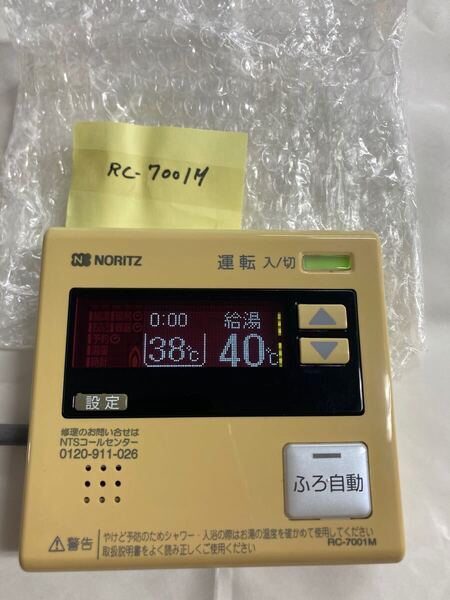 RC-7001M
NORITZ
運転 入/切
0:00 給湯
38℃ 40℃
設定
修理のお問い合せは
NTSコールセンター
0120-911-026
ふろ自動
警告
やけど予防のためシャワー・入浴の際はお湯の温度を確かめて使用してください
取扱説明書をよく読み正しくご使用ください
RC-7001M